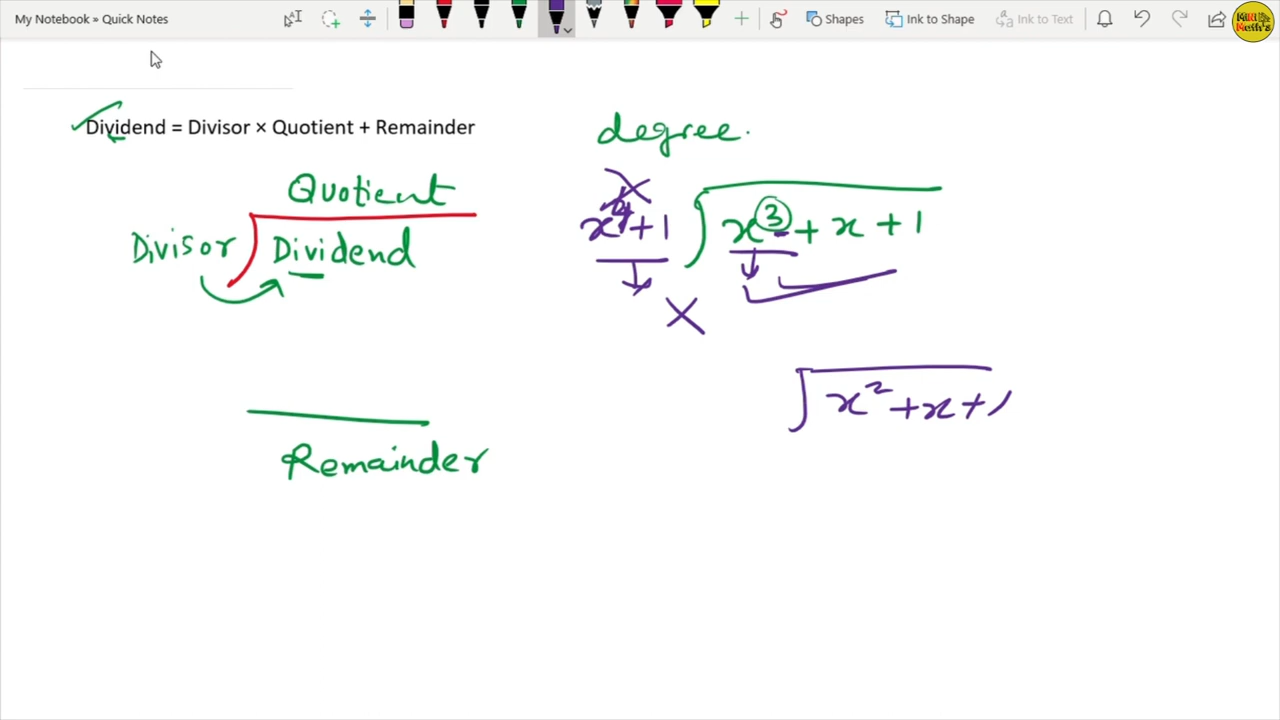 My Notebook » Quick Notes
Shapes
Ink to Shape
Ink to Text
Dividend = Divisor × Quotient + Remainder
degree.
Quotient
Divisor
Dividend
x⁴+1
x³ + x + 1
x² + x + 1
Remainder